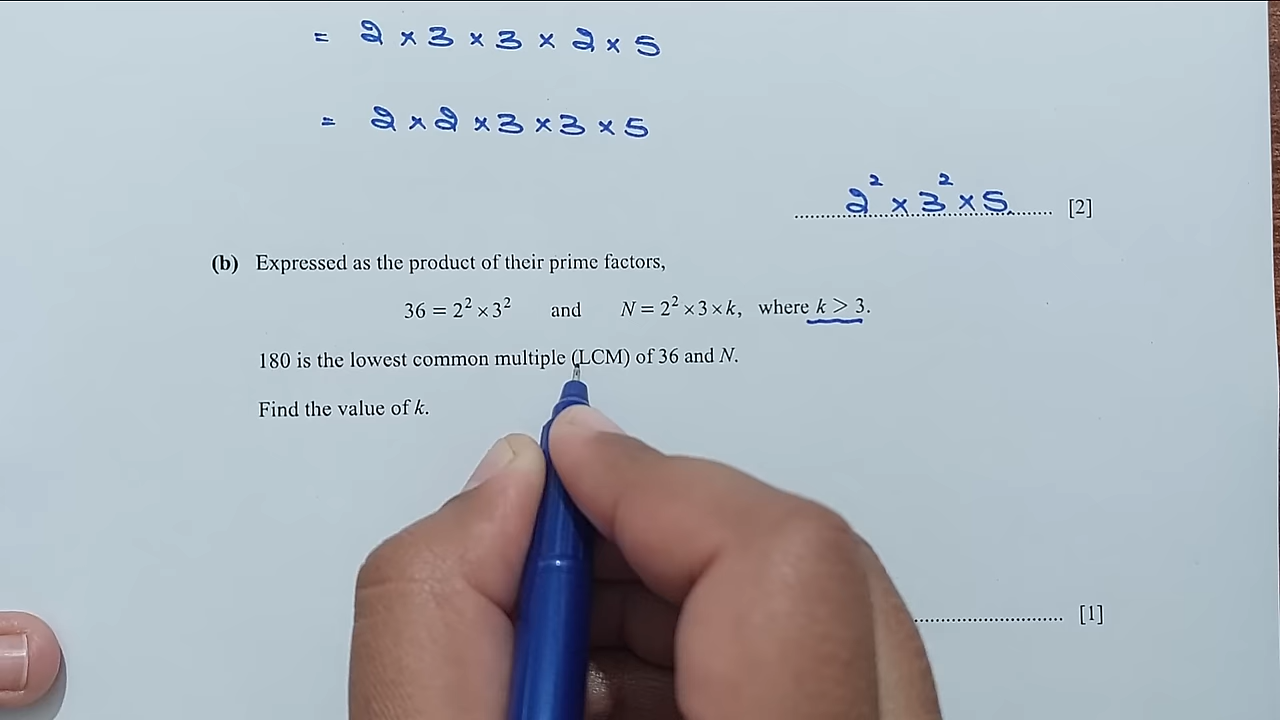 = 2 × 3 × 3 × 2 × 5
= 2 × 2 × 3 × 3 × 5
2² × 3² × 5 [2]
(b) Expressed as the product of their prime factors,
36 = 2² × 3² and N = 2² × 3 × k, where k > 3.
180 is the lowest common multiple (LCM) of 36 and N.
Find the value of k.
[1]